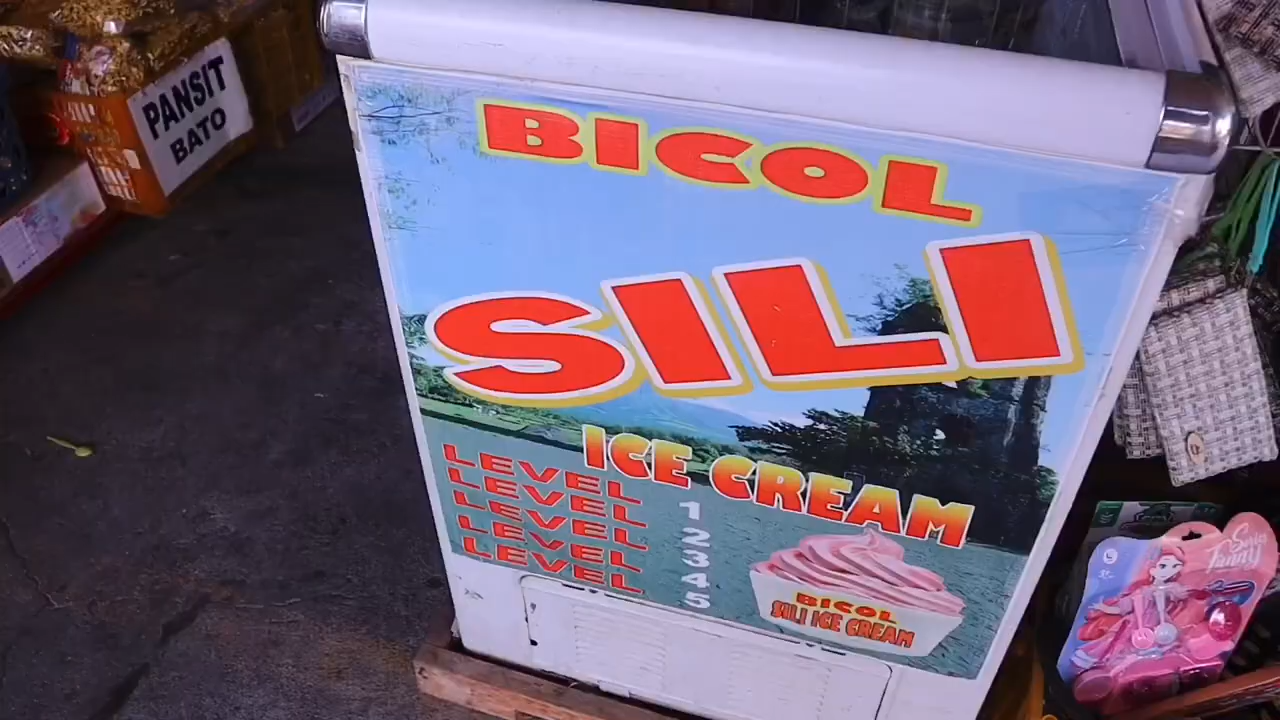 PANSIT
BATO
BICOL
SILI
ICE CREAM
LEVEL 1
LEVEL 2
LEVEL 3
LEVEL 4
LEVEL 5
BICOL
SILI ICE CREAM
Funny